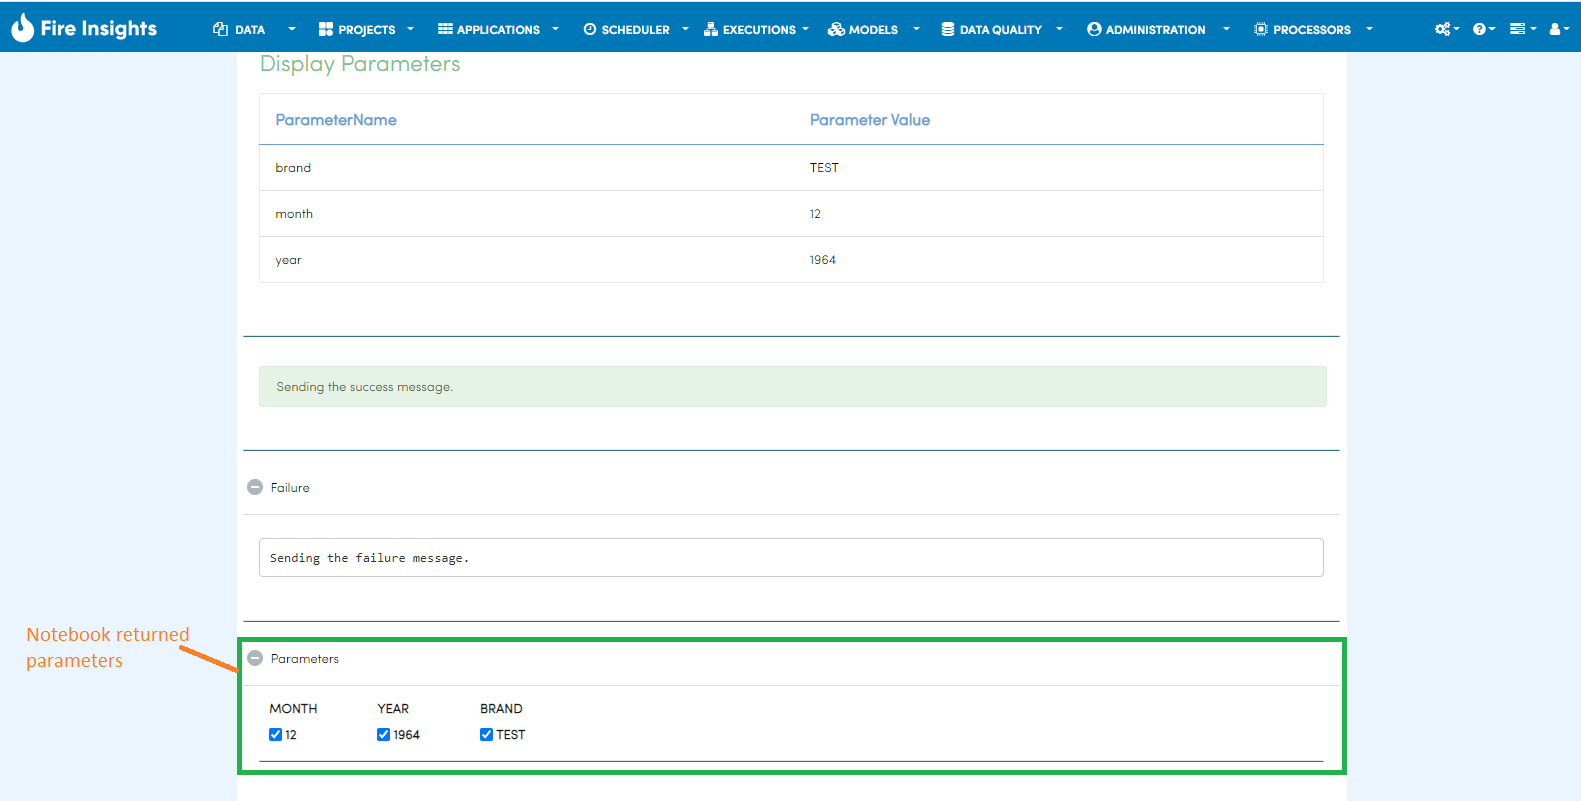 Fire Insights DATA PROJECTS APPLICATIONS SCHEDULER EXECUTIONS MODELS DATA QUALITY ADMINISTRATION PROCESSORS
Display Parameters
ParameterName Parameter Value
brand TEST
month 12
year 1964
Sending the success message.
Failure
Sending the failure message.
Notebook returned
parameters
Parameters
MONTH YEAR BRAND
12 1964 TEST